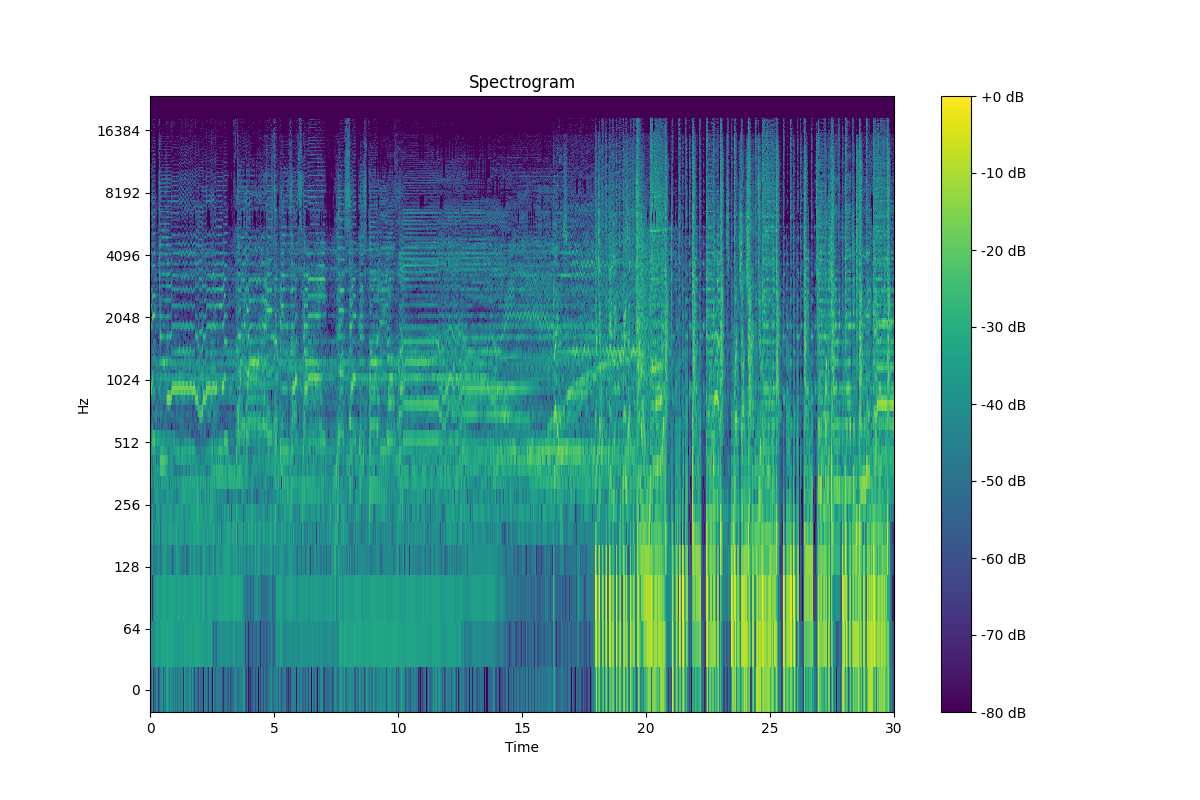 Spectrogram
16384
8192
4096
2048
1024
512
256
128
64
0
Hz
0
5
10
15
20
25
30
Time
+0 dB
-10 dB
-20 dB
-30 dB
-40 dB
-50 dB
-60 dB
-70 dB
-80 dB